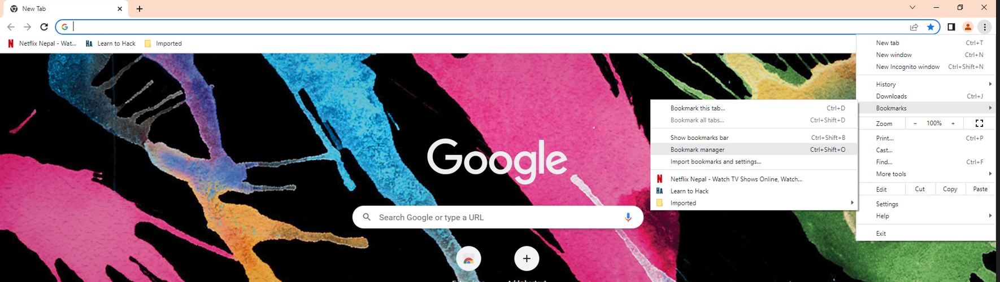 New Tab
Netflix Nepal - Wat...
Learn to Hack
Imported
New tab Ctrl+T
New window Ctrl+N
New Incognito window Ctrl+Shift+N
History
Downloads Ctrl+J
Bookmarks
Zoom - 100% +
Print... Ctrl+P
Cast...
Find... Ctrl+F
More tools
Edit Cut Copy Paste
Settings
Help
Exit
Bookmark this tab... Ctrl+D
Bookmark all tabs... Ctrl+Shift+D
Show bookmarks bar Ctrl+Shift+B
Bookmark manager Ctrl+Shift+O
Import bookmarks and settings...
N Netflix Nepal - Watch TV Shows Online, Watch...
HA Learn to Hack
Imported
Google
Search Google or type a URL